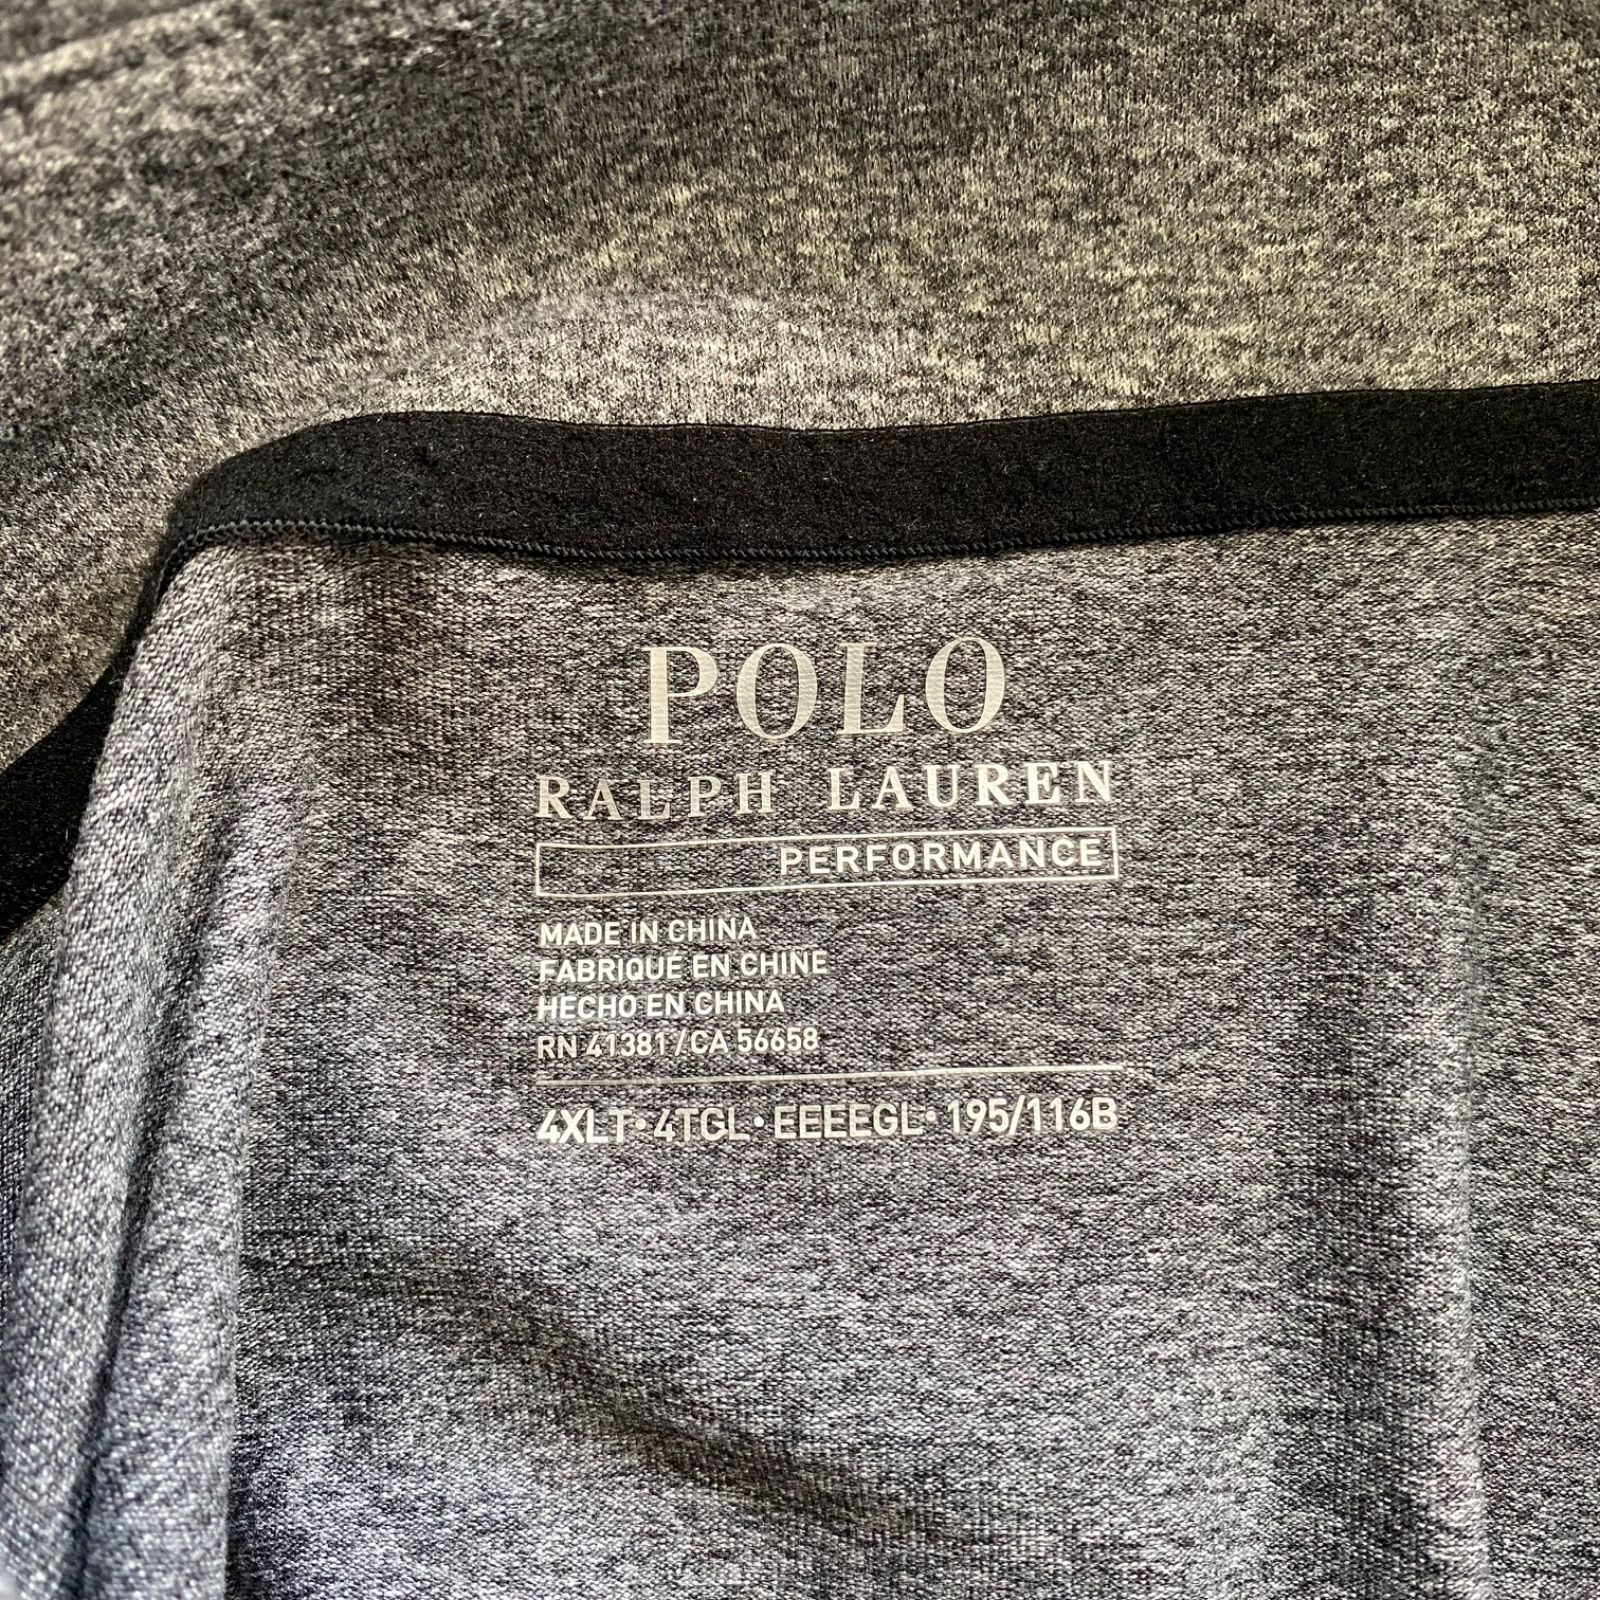 POLO
RALPH LAUREN
PERFORMANCE
MADE IN CHINA
FABRIQUÉ EN CHINE
HECHO EN CHINA
RN 41381/CA 56658
4XLT•4TGL•EEEEGL•195/116B